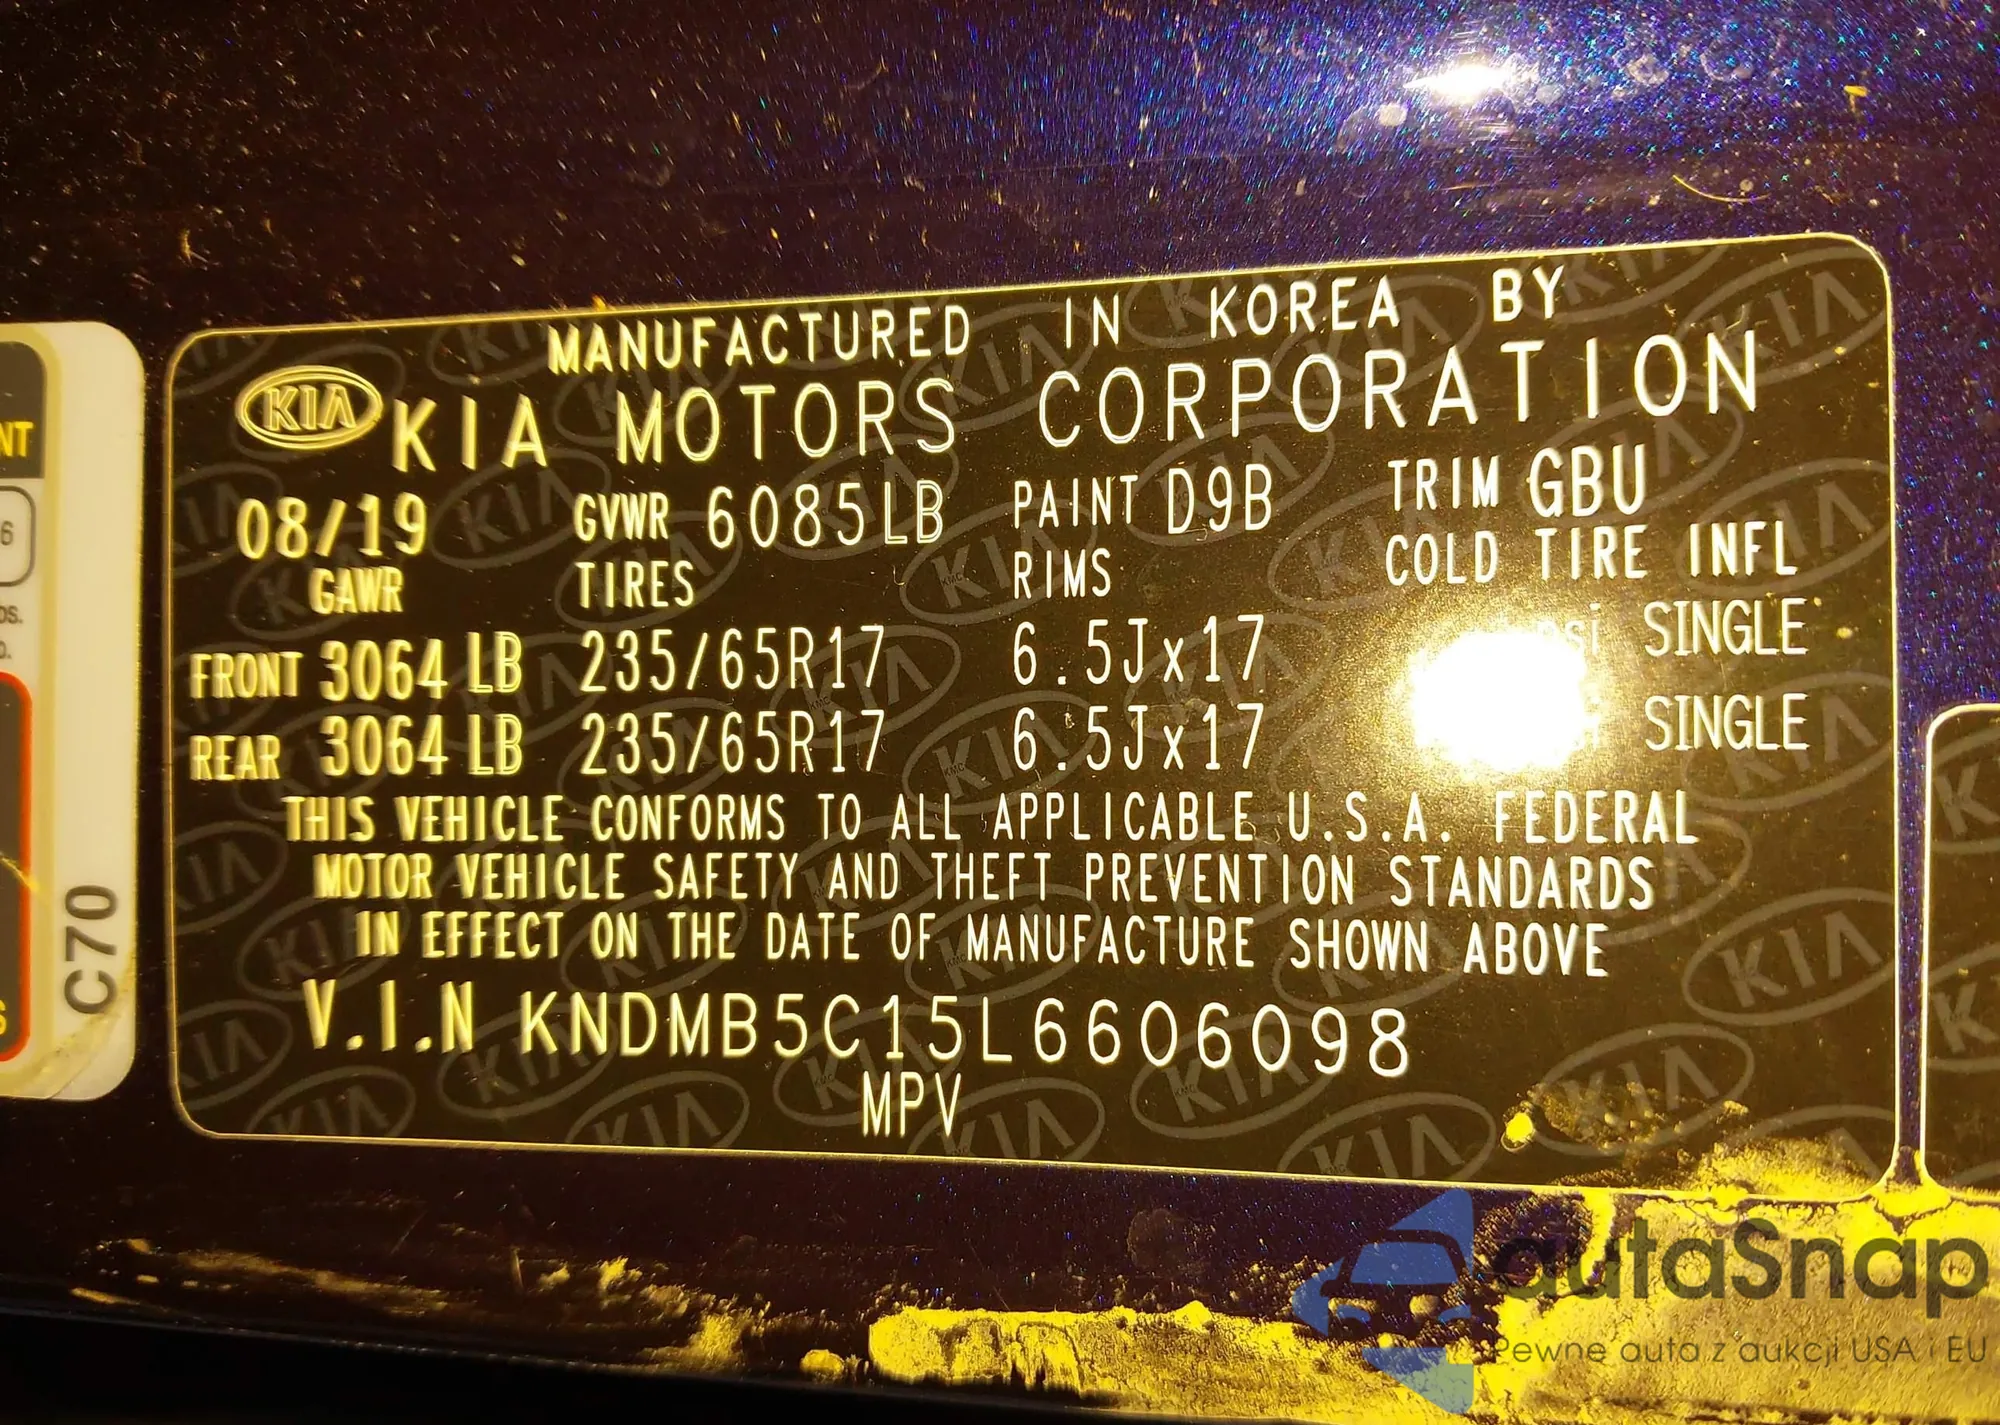 MANUFACTURED IN KOREA BY
KIA KIA MOTORS CORPORATION
08/19 GVWR 6085LB PAINT D9B TRIM GBU
GAWR TIRES RIMS COLD TIRE INFL
FRONT 3064 LB 235/65R17 6.5Jx17 psi SINGLE
REAR 3064 LB 235/65R17 6.5Jx17 SINGLE
THIS VEHICLE CONFORMS TO ALL APPLICABLE U.S.A. FEDERAL
MOTOR VEHICLE SAFETY AND THEFT PREVENTION STANDARDS
IN EFFECT ON THE DATE OF MANUFACTURE SHOWN ABOVE
V.I.N KNDMB5C15L6606098
MPV
C70
autaSnap
Pewne auta z aukcji USA i EU